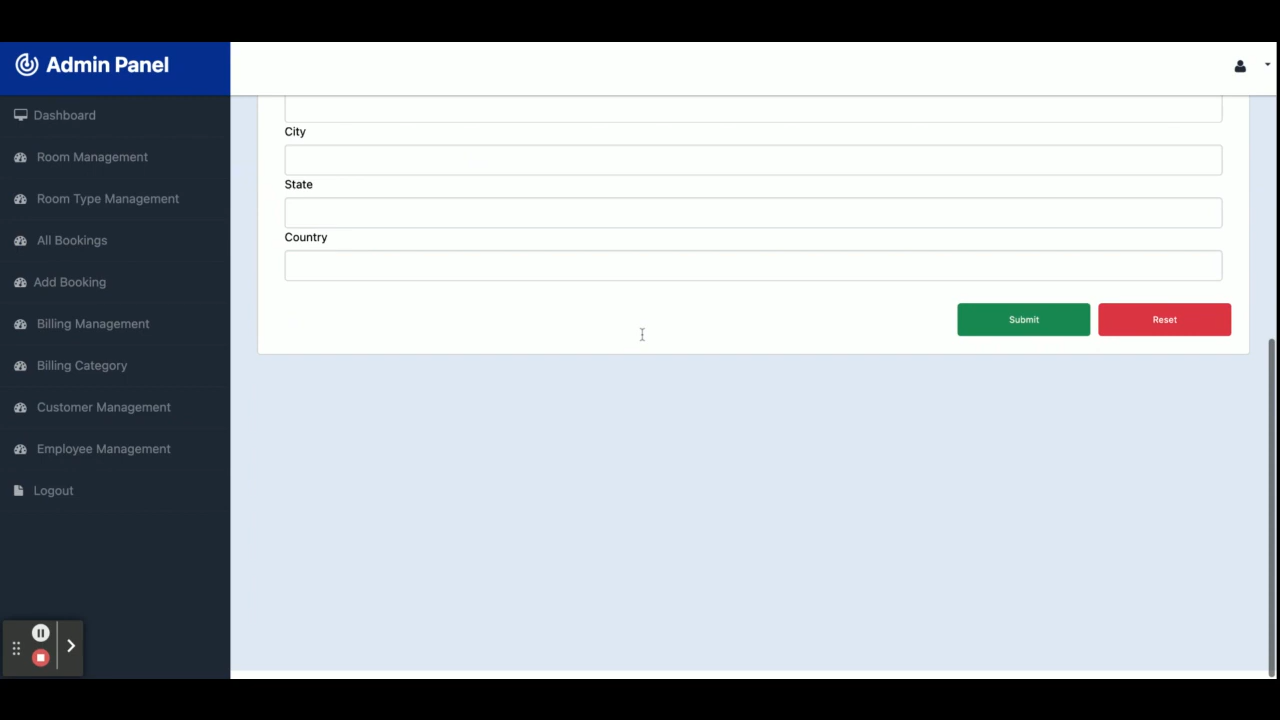 Admin Panel
Dashboard
Room Management
Room Type Management
All Bookings
Add Booking
Billing Management
Billing Category
Customer Management
Employee Management
Logout
City
State
Country
Submit
Reset